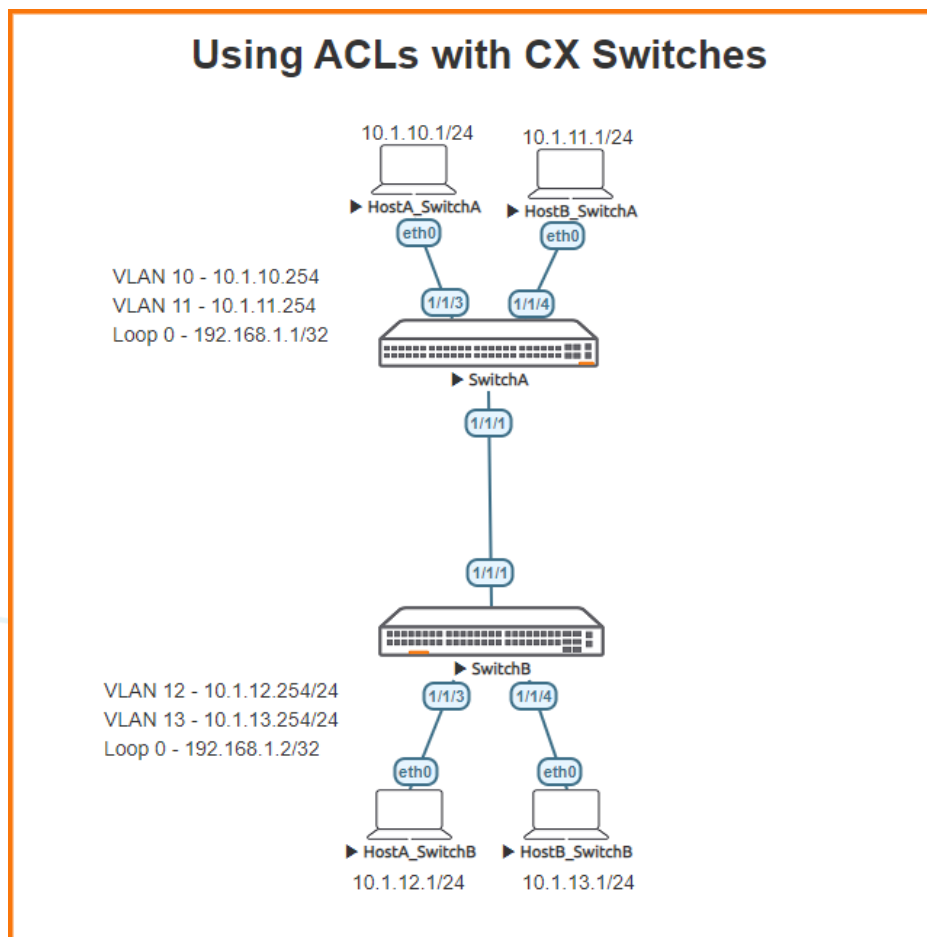 Using ACLs with CX Switches
10.1.10.1/24
10.1.11.1/24
HostA_SwitchA
HostB_SwitchA
eth0
eth0
VLAN 10 - 10.1.10.254
VLAN 11 - 10.1.11.254
Loop 0 - 192.168.1.1/32
1/1/3
1/1/4
SwitchA
1/1/1
1/1/1
SwitchB
VLAN 12 - 10.1.12.254/24
VLAN 13 - 10.1.13.254/24
Loop 0 - 192.168.1.2/32
1/1/3
1/1/4
eth0
eth0
HostA_SwitchB
HostB_SwitchB
10.1.12.1/24
10.1.13.1/24